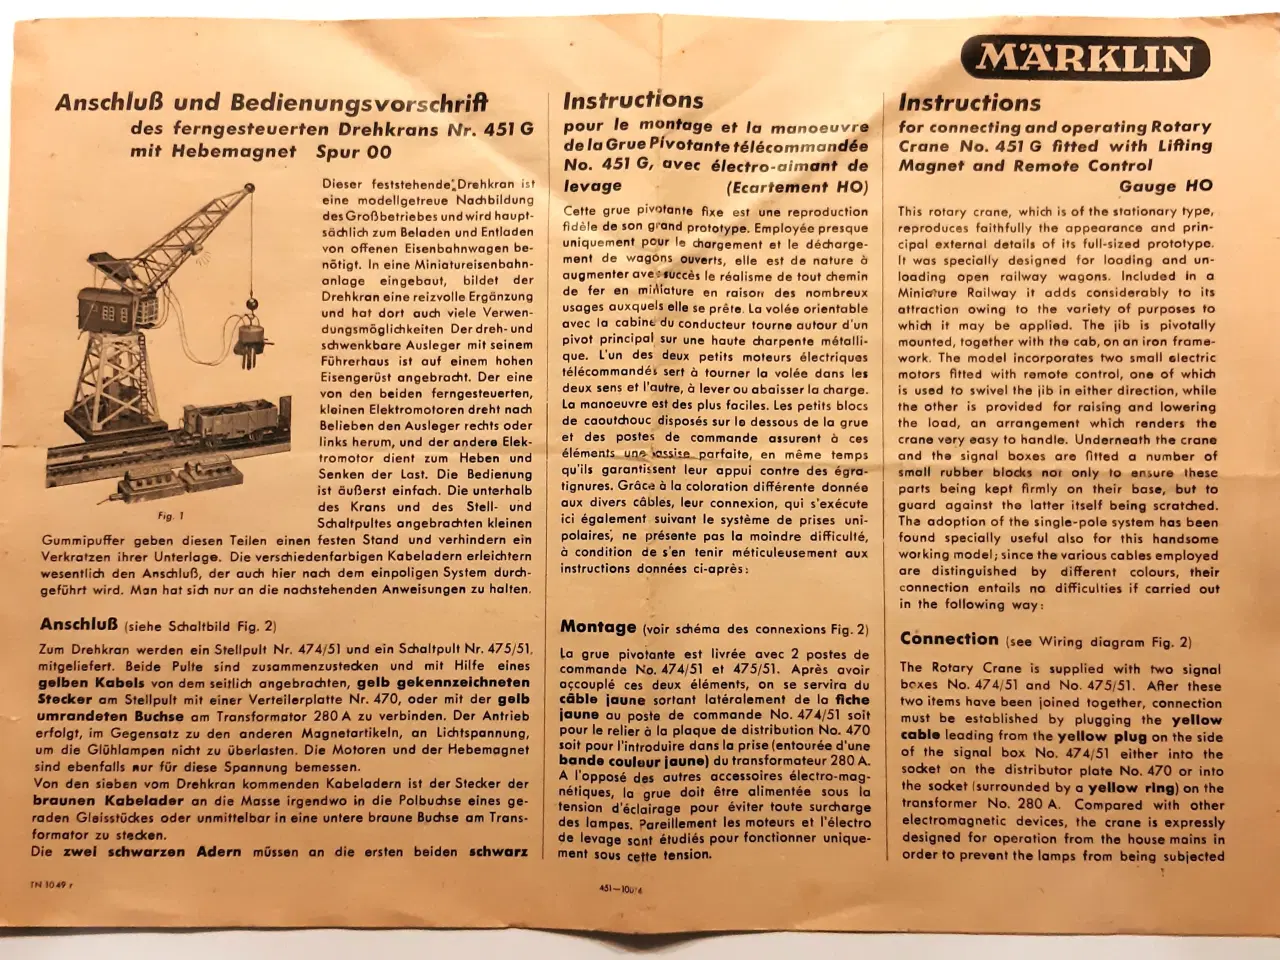 MÄRKLIN
Anschluß und Bedienungsvorschrift
des ferngesteuerten Drehkrans Nr. 451 G
mit Hebemagnet Spur 00
Dieser feststehende Drehkran ist
eine modellgetreue Nachbildung
des Großbetriebes und wird haupt-
sächlich zum Beladen und Entladen
von offenen Eisenbahnwagen be-
nötigt. In eine Miniatureisenbahn-
anlage eingebaut, bildet der
Drehkran eine reizvolle Ergänzung
und hat dort auch viele Verwen-
dungsmöglichkeiten Der dreh- und
schwenkbare Ausleger mit seinem
Führerhaus ist auf einem hohen
Eisengerüst angebracht. Der eine
von den beiden ferngesteuerten,
kleinen Elektromotoren dreht nach
Belieben den Ausleger rechts oder
links herum, und der andere Elek-
tromotor dient zum Heben und
Senken der Last. Die Bedienung
ist äußerst einfach. Die unterhalb
des Krans und des Stell- und
Schaltpultes angebrachten kleinen
Fig. 1
Gummipuffer geben diesen Teilen einen festen Stand und verhindern ein
Verkratzen ihrer Unterlage. Die verschiedenfarbigen Kabeladern erleichtern
wesentlich den Anschluß, der auch hier nach dem einpoligen System durch-
geführt wird. Man hat sich nur an die nachstehenden Anweisungen zu halten.
Anschluß (siehe Schaltbild Fig. 2)
Zum Drehkran werden ein Stellpult Nr. 474/51 und ein Schaltpult Nr. 475/51,
mitgeliefert. Beide Pulte sind zusammenzustecken und mit Hilfe eines
gelben Kabels von dem seitlich angebrachten, gelb gekennzeichneten
Stecker am Stellpult mit einer Verteilerplatte Nr. 470, oder mit der gelb
umrandeten Buchse am Transformator 280 A zu verbinden. Der Antrieb
erfolgt, im Gegensatz zu den anderen Magnetartikeln, an Lichtspannung,
um die Glühlampen nicht zu überlasten. Die Motoren und der Hebemagnet
sind ebenfalls nur für diese Spannung bemessen.
Von den sieben vom Drehkran kommenden Kabeladern ist der Stecker der
braunen Kabelader an die Masse irgendwo in die Polbuchse eines ge-
raden Gleisstückes oder unmittelbar in eine untere braune Buchse am Trans-
formator zu stecken.
Die zwei schwarzen Adern müssen an die ersten beiden schwarz
TN 1049 r
Instructions
pour le montage et la manoeuvre
de la Grue Pivotante télécommandée
No. 451 G, avec électro-aimant de
levage (Ecartement HO)
Cette grue pivotante fixe est une reproduction
fidèle de son grand prototype. Employée presque
uniquement pour le chargement et le décharge-
ment de wagons ouverts, elle est de nature à
augmenter avec succès le réalisme de tout chemin
de fer en miniature en raison des nombreux
usages auxquels elle se prête. La volée orientable
avec la cabine du conducteur tourne autour d'un
pivot principal sur une haute charpente métalli-
que. L'un des deux petits moteurs électriques
télécommandés sert à tourner la volée dans les
deux sens et l'autre, à lever ou abaisser la charge.
La manoeuvre est des plus faciles. Les petits blocs
de caoutchouc disposés sur le dessous de la grue
et des postes de commande assurent à ces
éléments une assise parfaite, en même temps
qu'ils garantissent leur appui contre des égra-
tignures. Grâce à la coloration différente donnée
aux divers câbles, leur connexion, qui s'exécute
ici également suivant le système de prises uni-
polaires, ne présente pas la moindre difficulté,
à condition de s'en tenir méticuleusement aux
instructions données ci-après:
Montage (voir schéma des connexions Fig. 2)
La grue pivotante est livrée avec 2 postes de
commande No. 474/51 et 475/51. Après avoir
accouplé ces deux éléments, on se servira du
câble jaune sortant latéralement de la fiche
jaune au poste de commande No. 474/51 soit
pour le relier à la plaque de distribution No. 470
soit pour l'introduire dans la prise (entourée d'une
bande couleur jaune) du transformateur 280 A.
A l'opposé des autres accessoires électro-mag-
nétiques, la grue doit être alimentée sous la
tension d'éclairage pour éviter toute surcharge
des lampes. Pareillement les moteurs et l'électro
de levage sont étudiés pour fonctionner unique-
ment sous cette tension.
Instructions
for connecting and operating Rotary
Crane No. 451 G fitted with Lifting
Magnet and Remote Control
Gauge HO
This rotary crane, which is of the stationary type,
reproduces faithfully the appearance and prin-
cipal external details of its full-sized prototype.
It was specially designed for loading and un-
loading open railway wagons. Included in a
Miniature Railway it adds considerably to its
attraction owing to the variety of purposes to
which it may be applied. The jib is pivotally
mounted, together with the cab, on an iron frame-
work. The model incorporates two small electric
motors fitted with remote control, one of which
is used to swivel the jib in either direction, while
the other is provided for raising and lowering
the load, an arrangement which renders the
crane very easy to handle. Underneath the crane
and the signal boxes are fitted a number of
small rubber blocks not only to ensure these
parts being kept firmly on their base, but to
guard against the latter itself being scratched.
The adoption of the single-pole system has been
found specially useful also for this handsome
working model; since the various cables employed
are distinguished by different colours, their
connection entails no difficulties if carried out
in the following way:
Connection (see Wiring diagram Fig. 2)
The Rotary Crane is supplied with two signal
boxes No. 474/51 and No. 475/51. After these
two items have been joined together, connection
must be established by plugging the yellow
cable leading from the yellow plug on the side
of the signal box No. 474/51 either into the
socket on the distributor plate No. 470 or into
the socket (surrounded by a yellow ring) on the
transformer No. 280 A. Compared with other
electromagnetic devices, the crane is expressly
designed for operation from the house mains in
order to prevent the lamps from being subjected